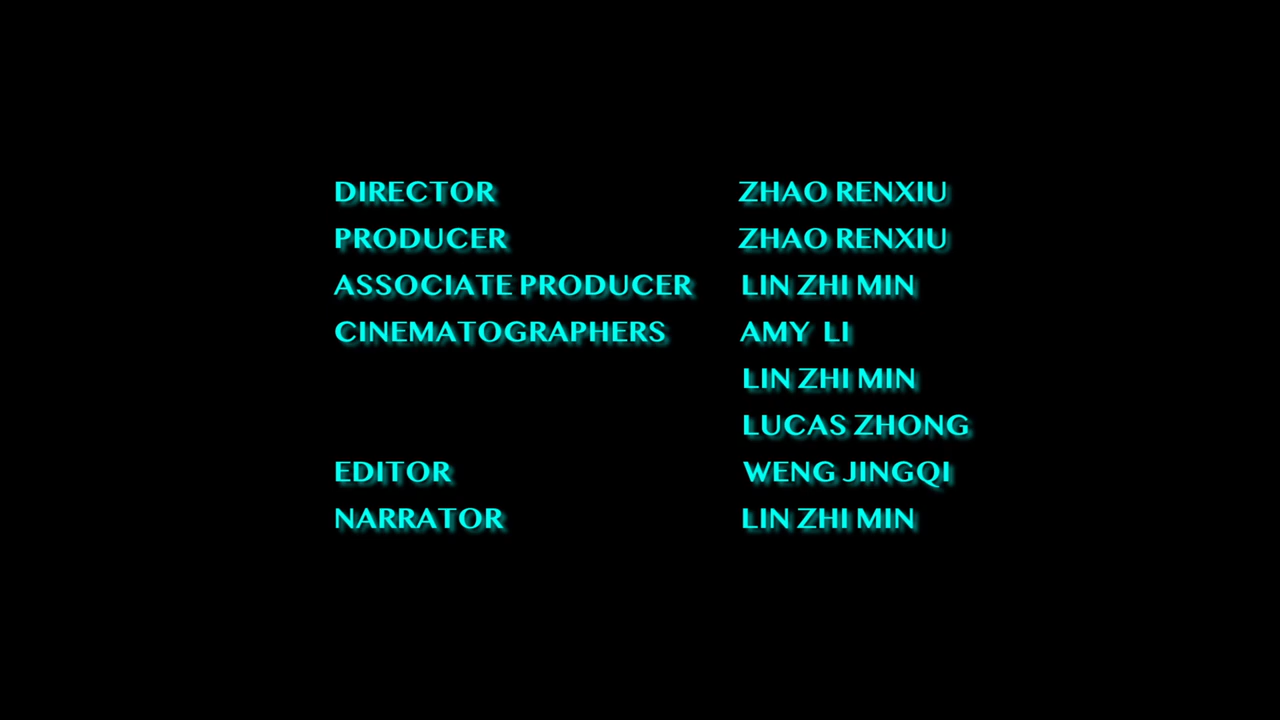 DIRECTOR ZHAO RENXIU
PRODUCER ZHAO RENXIU
ASSOCIATE PRODUCER LIN ZHI MIN
CINEMATOGRAPHERS AMY LI
LIN ZHI MIN
LUCAS ZHONG
EDITOR WENG JINGQI
NARRATOR LIN ZHI MIN